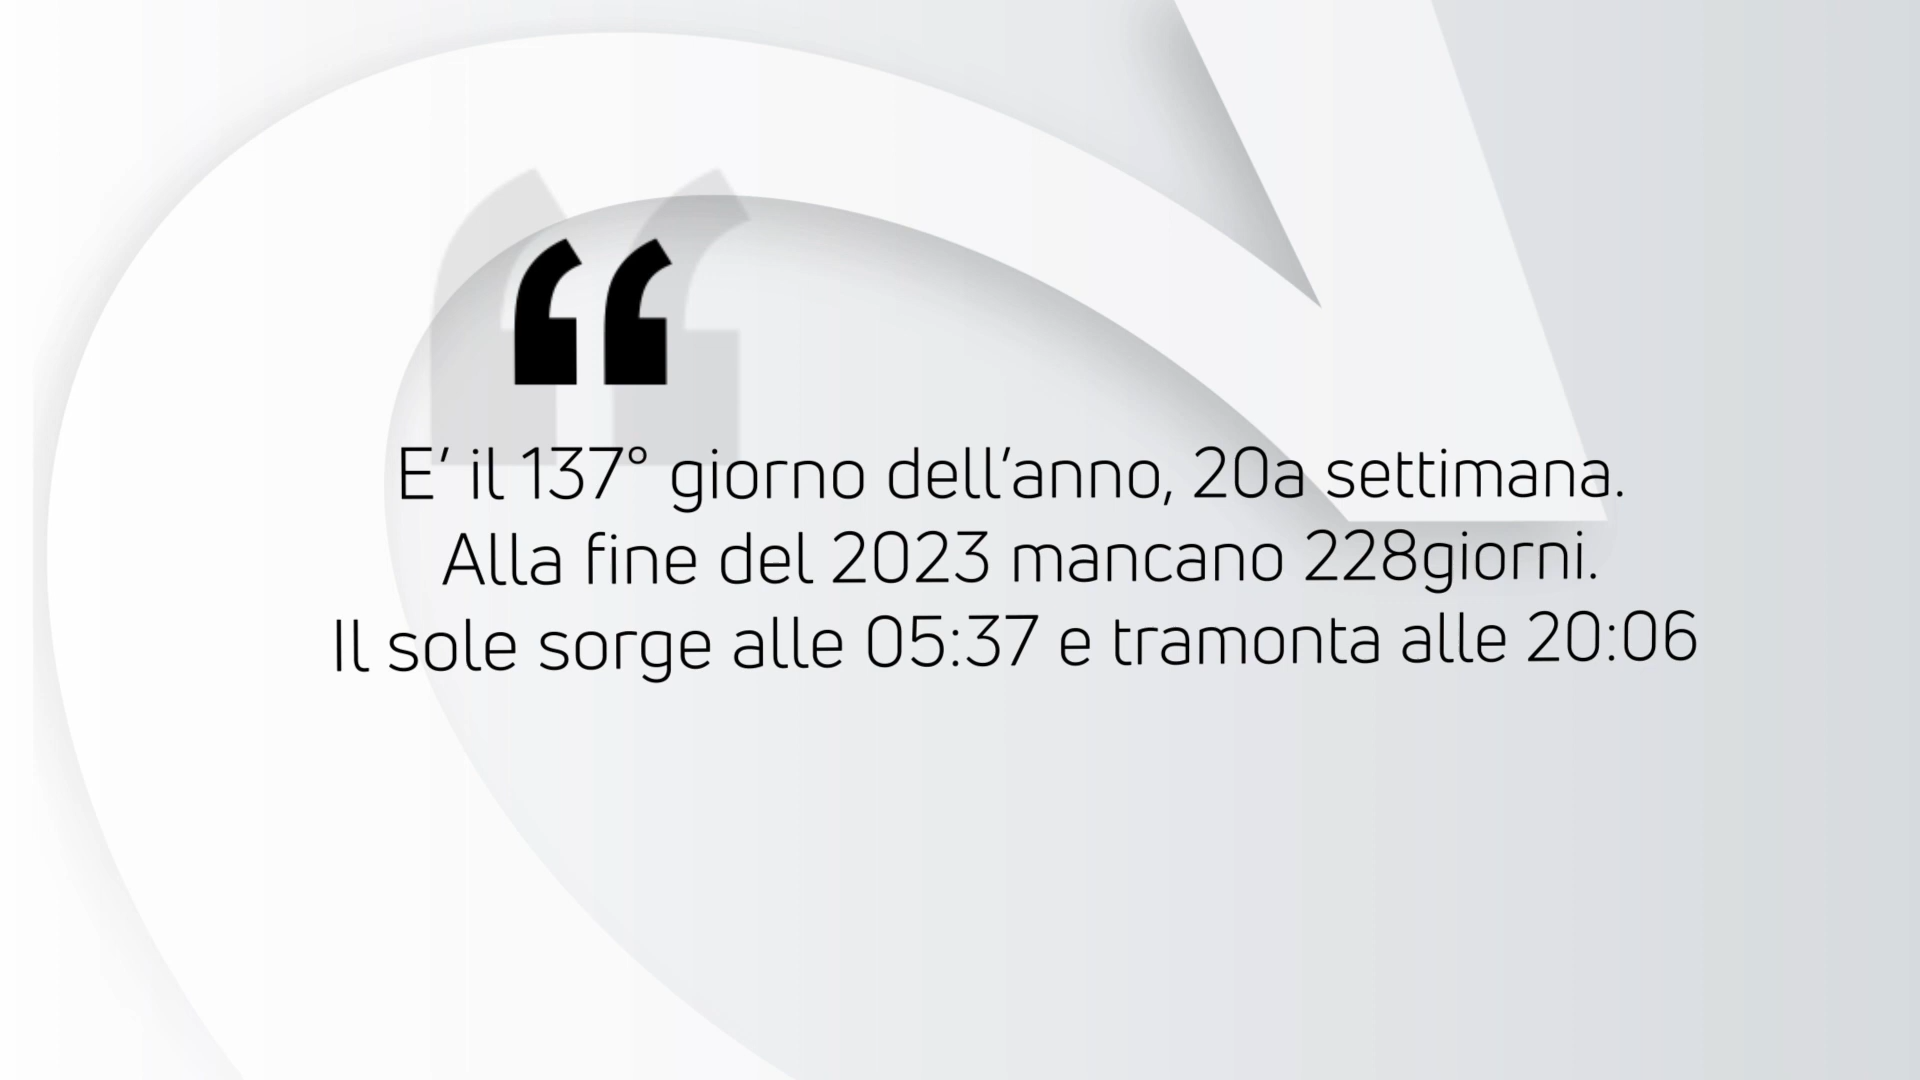 E’ il 137° giorno dell’anno, 20a settimana.
Alla fine del 2023 mancano 228giorni.
Il sole sorge alle 05:37 e tramonta alle 20:06